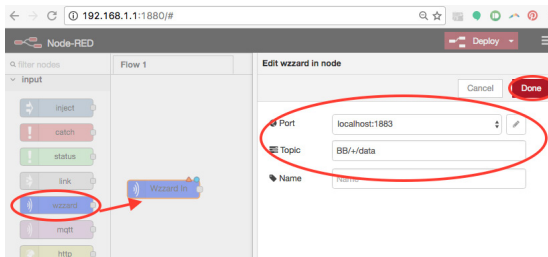 192.168.1.1:1880/#
Node-RED
Deploy
filter nodes
Flow 1
Edit wzzard in node
input
Cancel
Done
inject
catch
Port
localhost:1883
status
Topic
BB/+/data
link
Name
Name
Wzzard in
wzzard
mqtt
http